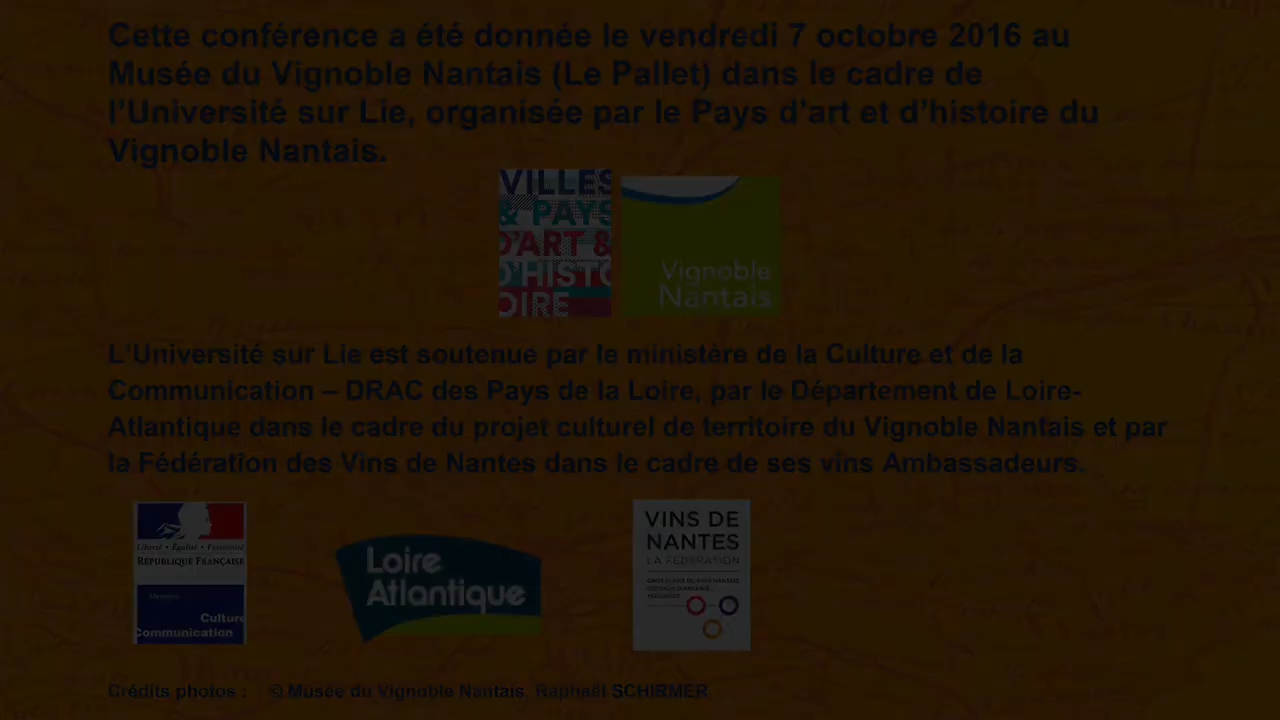 Cette conférence a été donnée le vendredi 7 octobre 2016 au
Musée du Vignoble Nantais (Le Pallet) dans le cadre de
l’Université sur Lie, organisée par le Pays d’art et d’histoire du
Vignoble Nantais.
VILLES
& PAYS
D'ART &
D'HISTO
OIRE
Vignoble
Nantais
L’Université sur Lie est soutenue par le ministère de la Culture et de la
Communication – DRAC des Pays de la Loire, par le Département de Loire-
Atlantique dans le cadre du projet culturel de territoire du Vignoble Nantais et par
la Fédération des Vins de Nantes dans le cadre de ses vins Ambassadeurs.
Liberté • Égalité • Fraternité
RÉPUBLIQUE FRANÇAISE
Culture
Communication
Loire
Atlantique
VINS DE
NANTES
LA FÉDÉRATION
Crédits photos : © Musée du Vignoble Nantais, Raphaël SCHIRMER